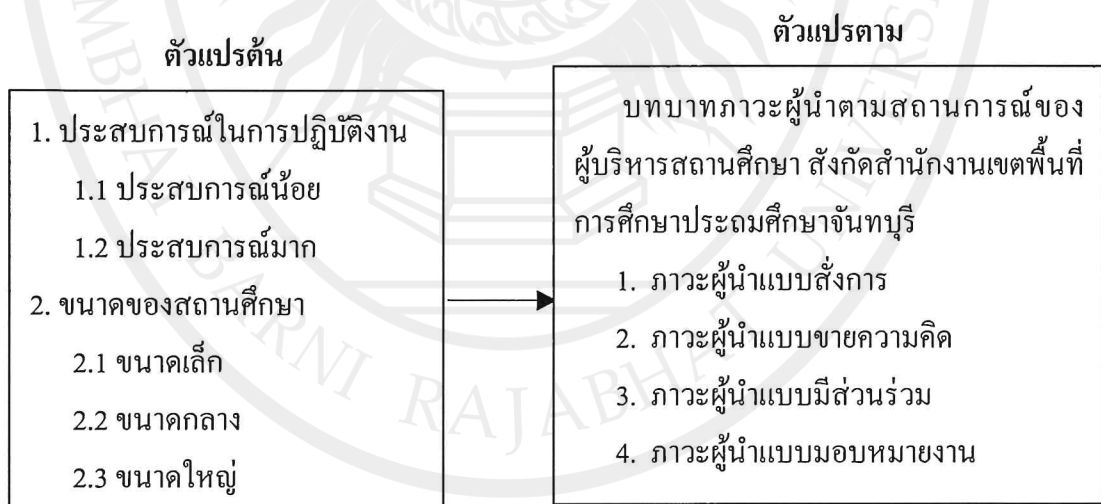 ตัวแปรต้น
1. ประสบการณ์ในการปฏิบัติงาน
1.1 ประสบการณ์น้อย
1.2 ประสบการณ์มาก
2. ขนาดของสถานศึกษา
2.1 ขนาดเล็ก
2.2 ขนาดกลาง
2.3 ขนาดใหญ่
ตัวแปรตาม
บทบาทภาวะผู้นำตามสถานการณ์ของ
ผู้บริหารสถานศึกษา สังกัดสำนักงานเขตพื้นที่
การศึกษาประถมศึกษาจันทบุรี
1. ภาวะผู้นำแบบสั่งการ
2. ภาวะผู้นำแบบขายความคิด
3. ภาวะผู้นำแบบมีส่วนร่วม
4. ภาวะผู้นำแบบมอบหมายงาน
BARNI RAJABHAT